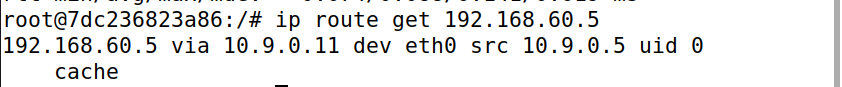 root@7dc236823a86:/# ip route get 192.168.60.5
192.168.60.5 via 10.9.0.11 dev eth0 src 10.9.0.5 uid 0
    cache